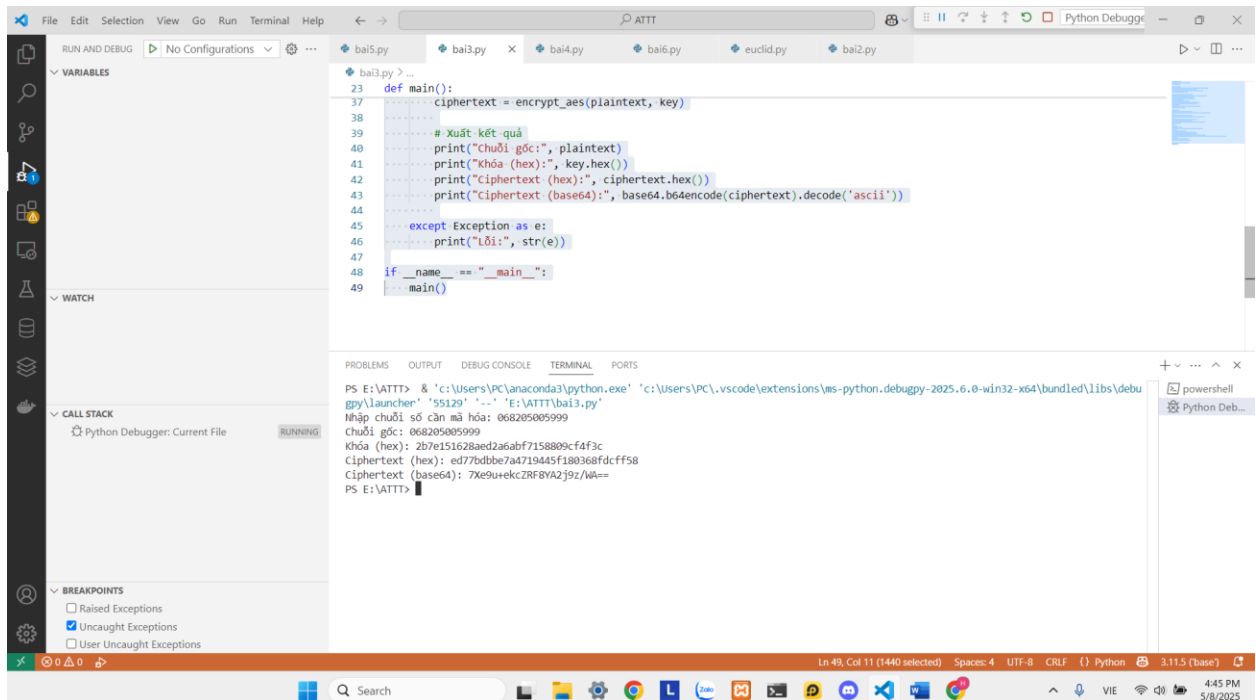 File Edit Selection View Go Run Terminal Help
ATTT
Python Debugge
RUN AND DEBUG No Configurations
bai5.py bai3.py bai4.py bai6.py euclid.py bai2.py
VARIABLES
bai3.py > ...
23 def main():
37 ciphertext = encrypt_aes(plaintext, key)
38
39 # Xuất kết quả
40 print("Chuỗi gốc:", plaintext)
41 print("Khóa (hex):", key.hex())
42 print("Ciphertext (hex):", ciphertext.hex())
43 print("Ciphertext (base64):", base64.b64encode(ciphertext).decode('ascii'))
44
45 except Exception as e:
46 print("Lỗi:", str(e))
47
48 if __name__ == "__main__":
49 main()
WATCH
PROBLEMS OUTPUT DEBUG CONSOLE TERMINAL PORTS
powershell
Python Deb...
PS E:\ATTT> & 'c:\Users\PC\anaconda3\python.exe' 'c:\Users\PC\.vscode\extensions\ms-python.debugpy-2025.6.0-win32-x64\bundled\libs\debu
gpy\launcher' '55129' '--' 'E:\ATTT\bai3.py'
Nhập chuỗi số cần mã hóa: 068205005999
Chuỗi gốc: 068205005999
Khóa (hex): 2b7e151628aed2a6abf7158809cf4f3c
Ciphertext (hex): ed77bdbbe7a4719445f180368fdcff58
Ciphertext (base64): 7Xe9u+ekcZRF8YA2j9z/WA==
PS E:\ATTT>
CALL STACK
Python Debugger: Current File RUNNING
BREAKPOINTS
Raised Exceptions
Uncaught Exceptions
User Uncaught Exceptions
0 0 Ln 49, Col 11 (1440 selected) Spaces: 4 UTF-8 CRLF {} Python 3.11.5 ('base')
Search
L
Zalo
VIE
4:45 PM
5/8/2025